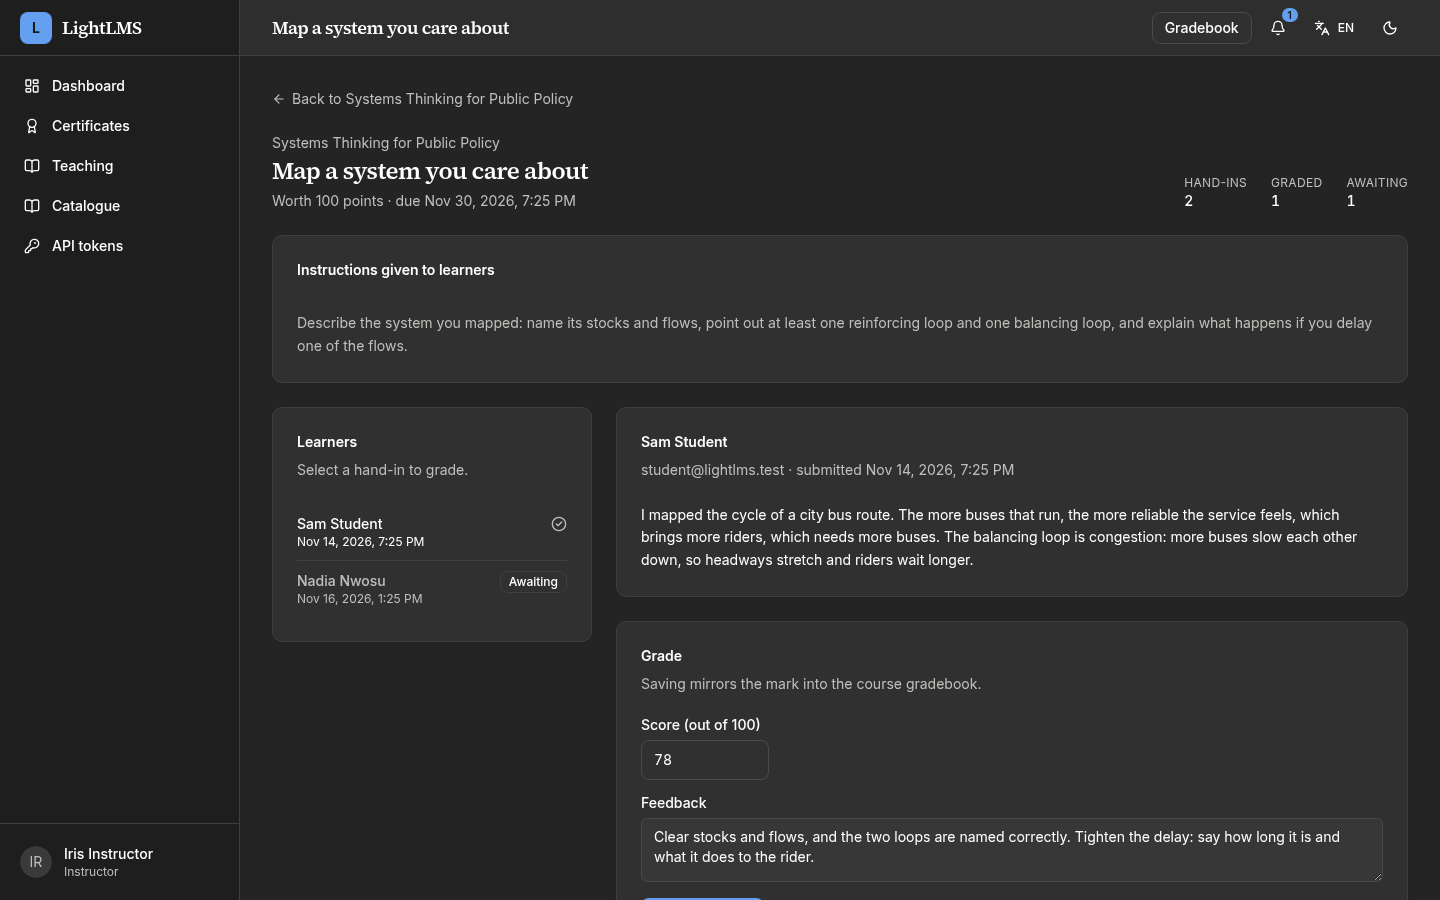 L LightLMS
Dashboard
Certificates
Teaching
Catalogue
API tokens
IR
Iris Instructor
Instructor
Map a system you care about
Gradebook
1
EN
Back to Systems Thinking for Public Policy
Systems Thinking for Public Policy
Map a system you care about
Worth 100 points · due Nov 30, 2026, 7:25 PM
HAND-INS GRADED AWAITING
2 1 1
Instructions given to learners
Describe the system you mapped: name its stocks and flows, point out at least one reinforcing loop and one balancing loop, and explain what happens if you delay
one of the flows.
Learners
Select a hand-in to grade.
Sam Student
Nov 14, 2026, 7:25 PM
Nadia Nwosu Awaiting
Nov 16, 2026, 1:25 PM
Sam Student
student@lightlms.test · submitted Nov 14, 2026, 7:25 PM
I mapped the cycle of a city bus route. The more buses that run, the more reliable the service feels, which
brings more riders, which needs more buses. The balancing loop is congestion: more buses slow each other
down, so headways stretch and riders wait longer.
Grade
Saving mirrors the mark into the course gradebook.
Score (out of 100)
78
Feedback
Clear stocks and flows, and the two loops are named correctly. Tighten the delay: say how long it is and
what it does to the rider.